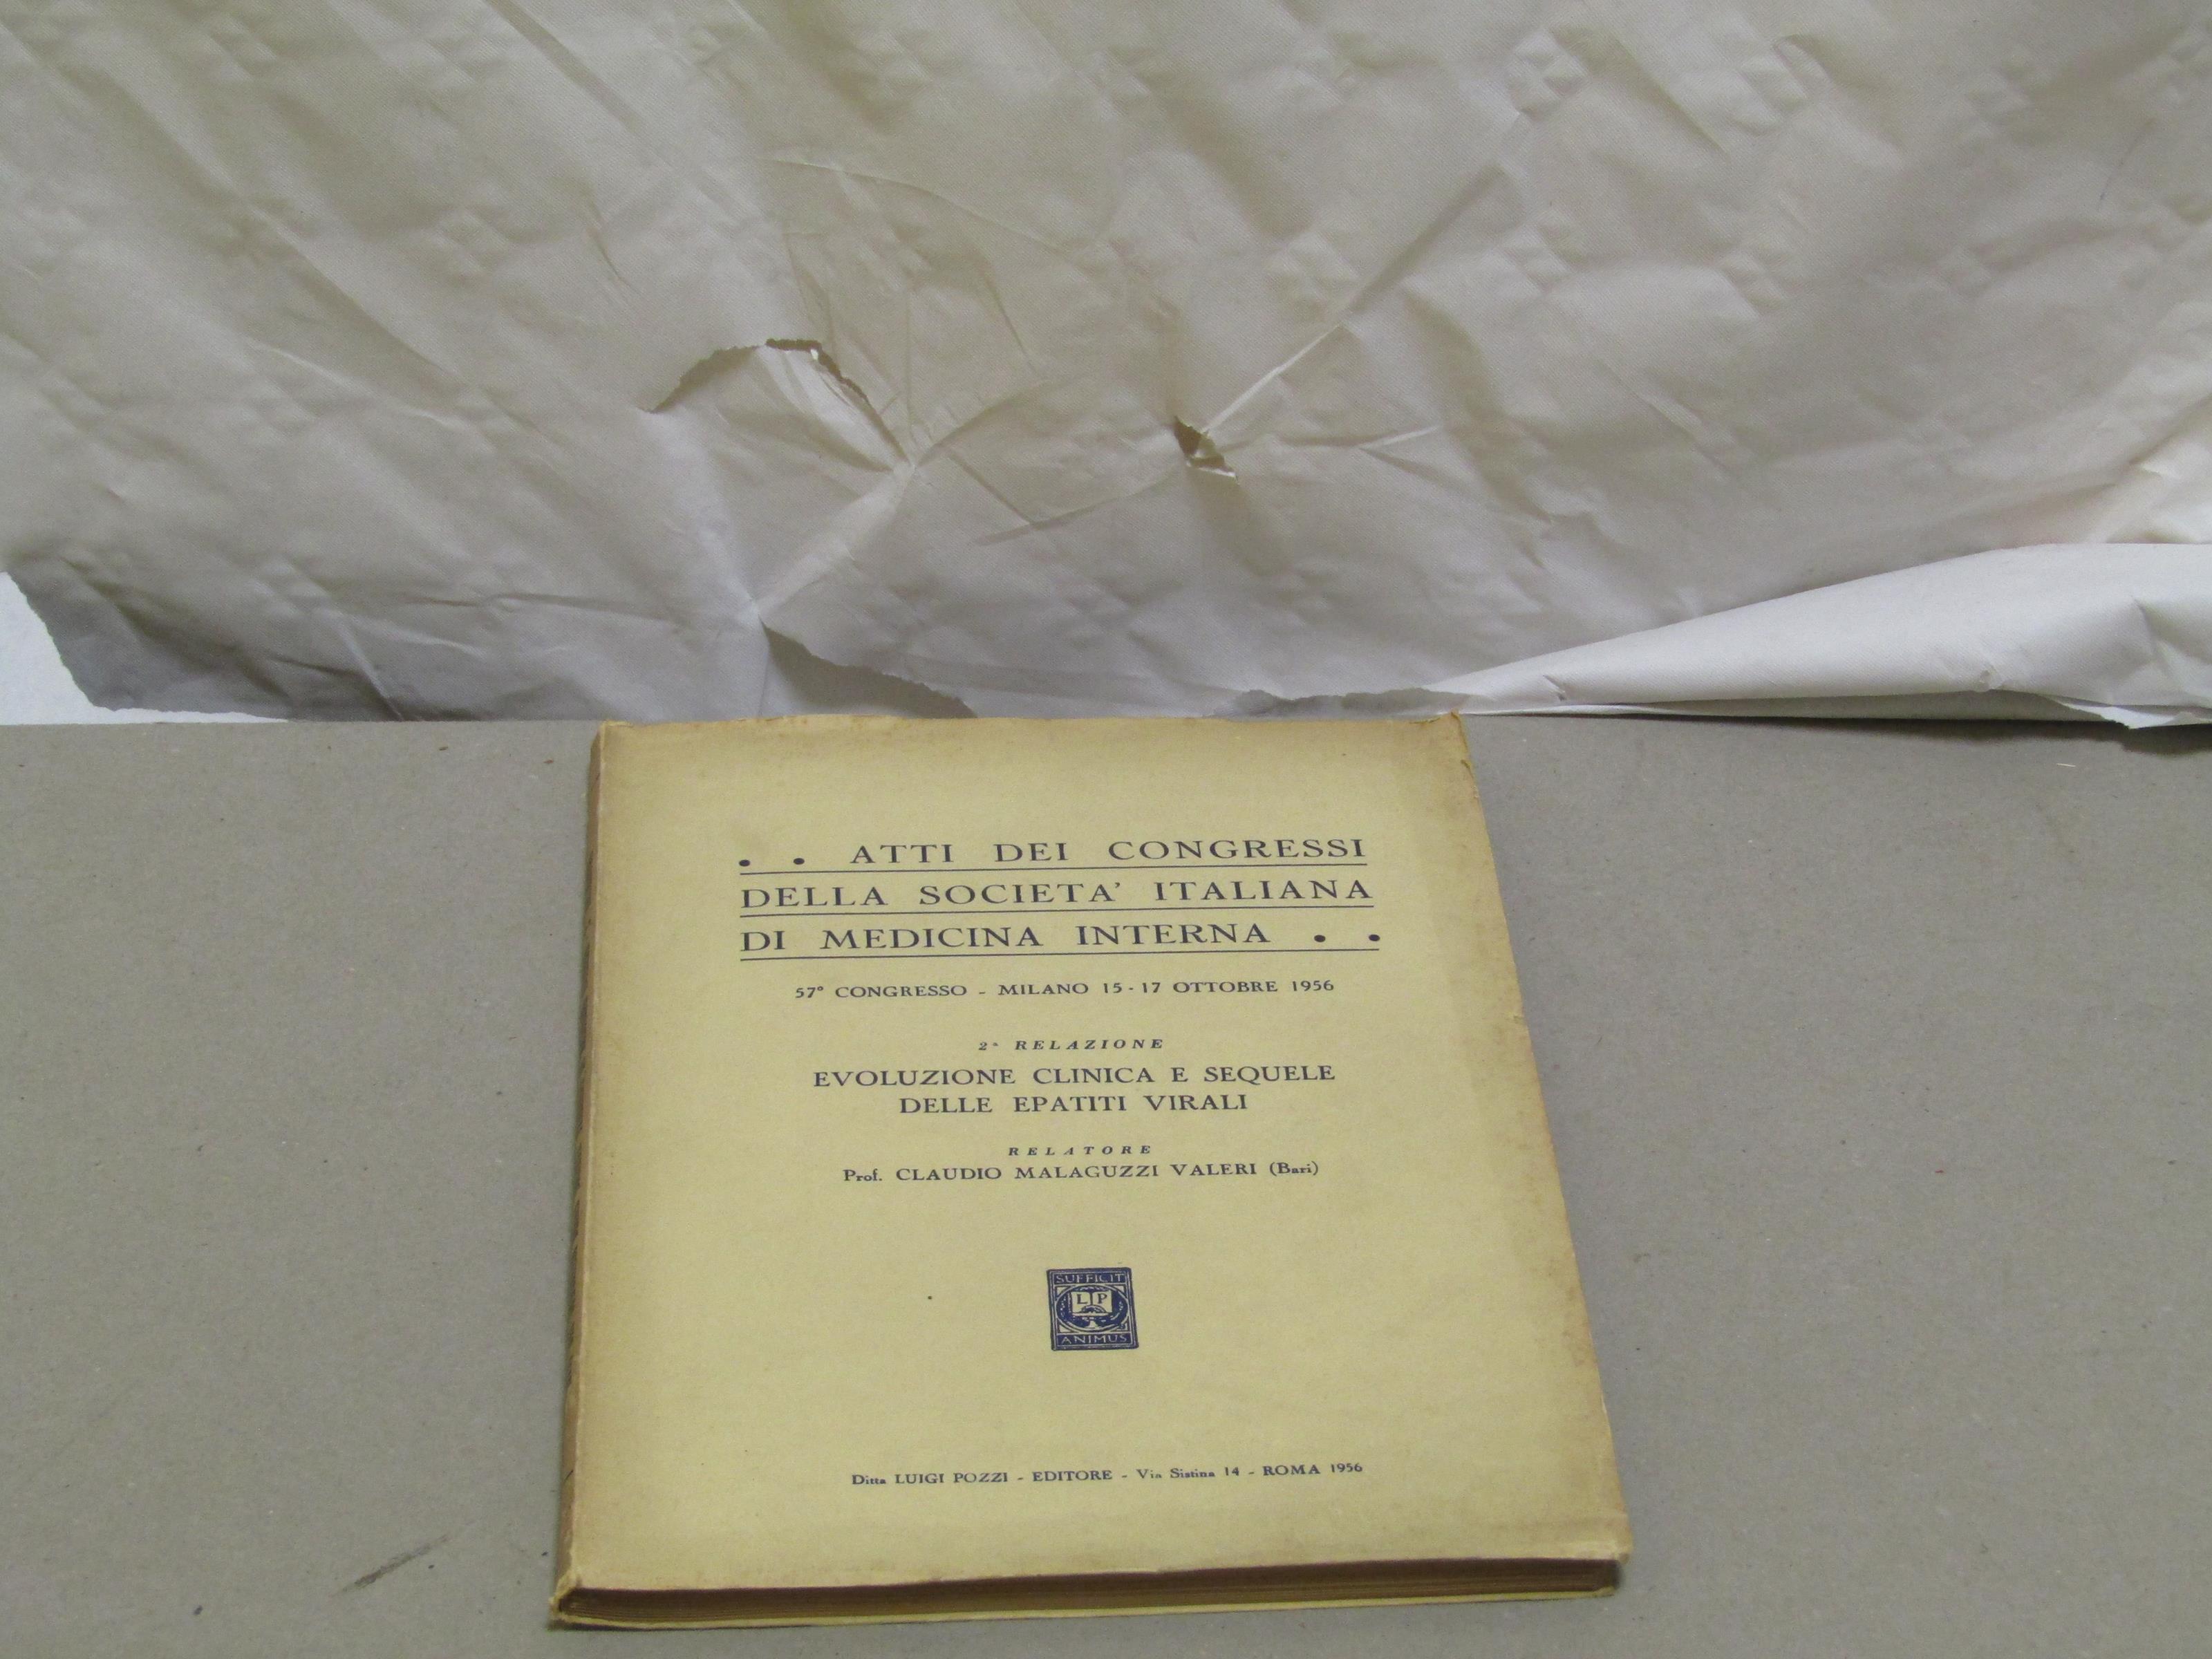 . . ATTI DEI CONGRESSI
DELLA SOCIETA' ITALIANA
DI MEDICINA INTERNA . .
57° CONGRESSO - MILANO 15 - 17 OTTOBRE 1956
2ª RELAZIONE
EVOLUZIONE CLINICA E SEQUELE
DELLE EPATITI VIRALI
RELATORE
Prof. CLAUDIO MALAGUZZI VALERI (Bari)
SUFFICIT
L P
ANIMUS
Ditta LUIGI POZZI - EDITORE - Via Sistina 14 - ROMA 1956